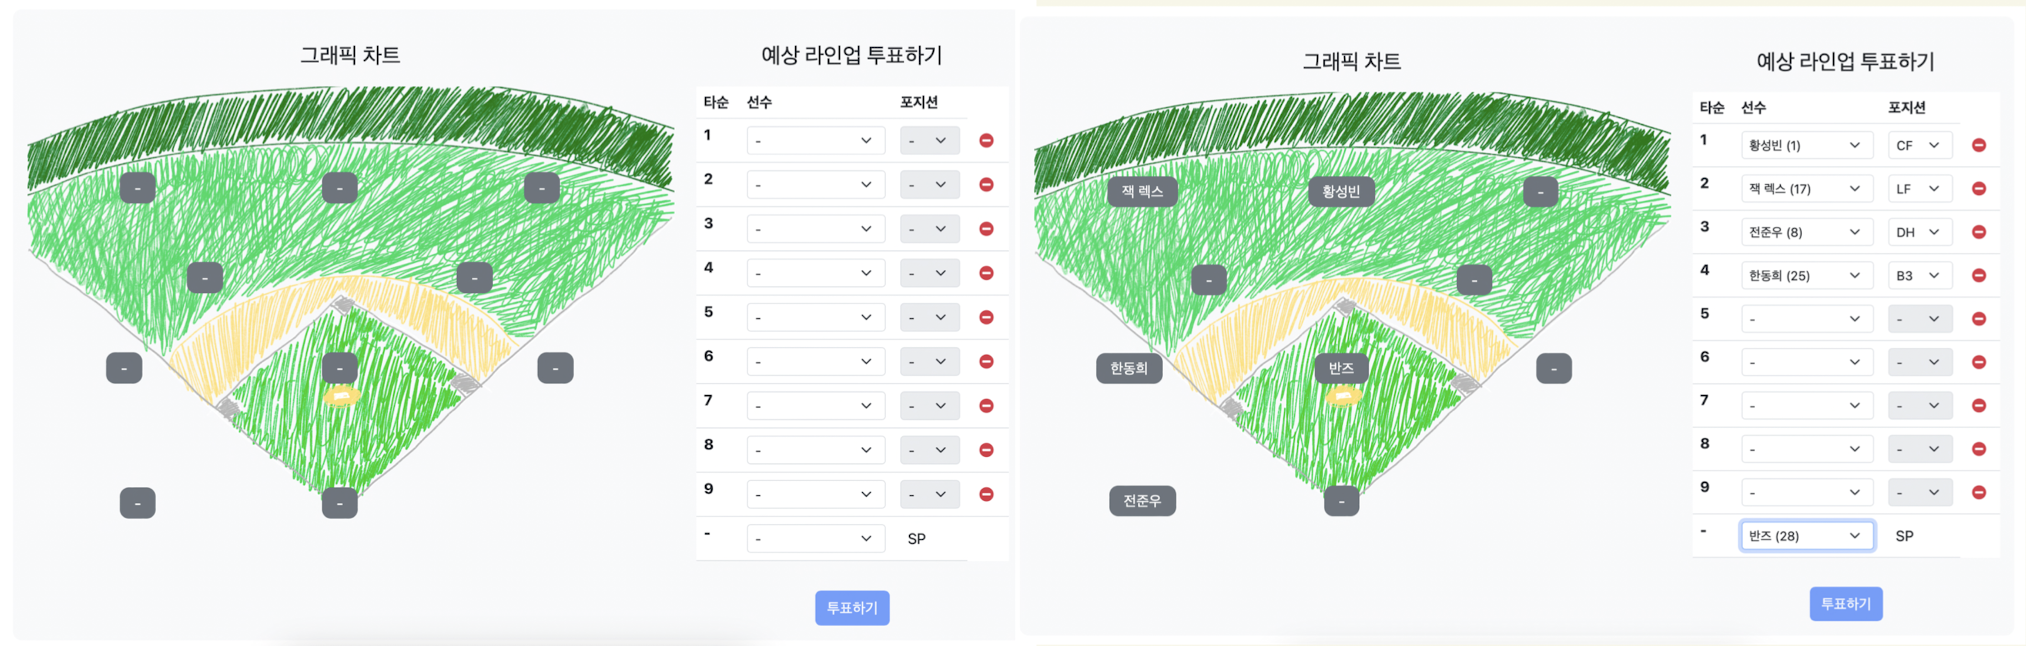 그래픽 차트
-
-
-
-
-
-
-
-
-
-
예상 라인업 투표하기
타순 선수 포지션
1 - -
2 - -
3 - -
4 - -
5 - -
6 - -
7 - -
8 - -
9 - -
- - SP
투표하기
그래픽 차트
잭 렉스
황성빈
-
-
-
한동희
반즈
-
전준우
-
예상 라인업 투표하기
타순 선수 포지션
1 황성빈 (1) CF
2 잭 렉스 (17) LF
3 전준우 (8) DH
4 한동희 (25) B3
5 - -
6 - -
7 - -
8 - -
9 - -
- 반즈 (28) SP
투표하기